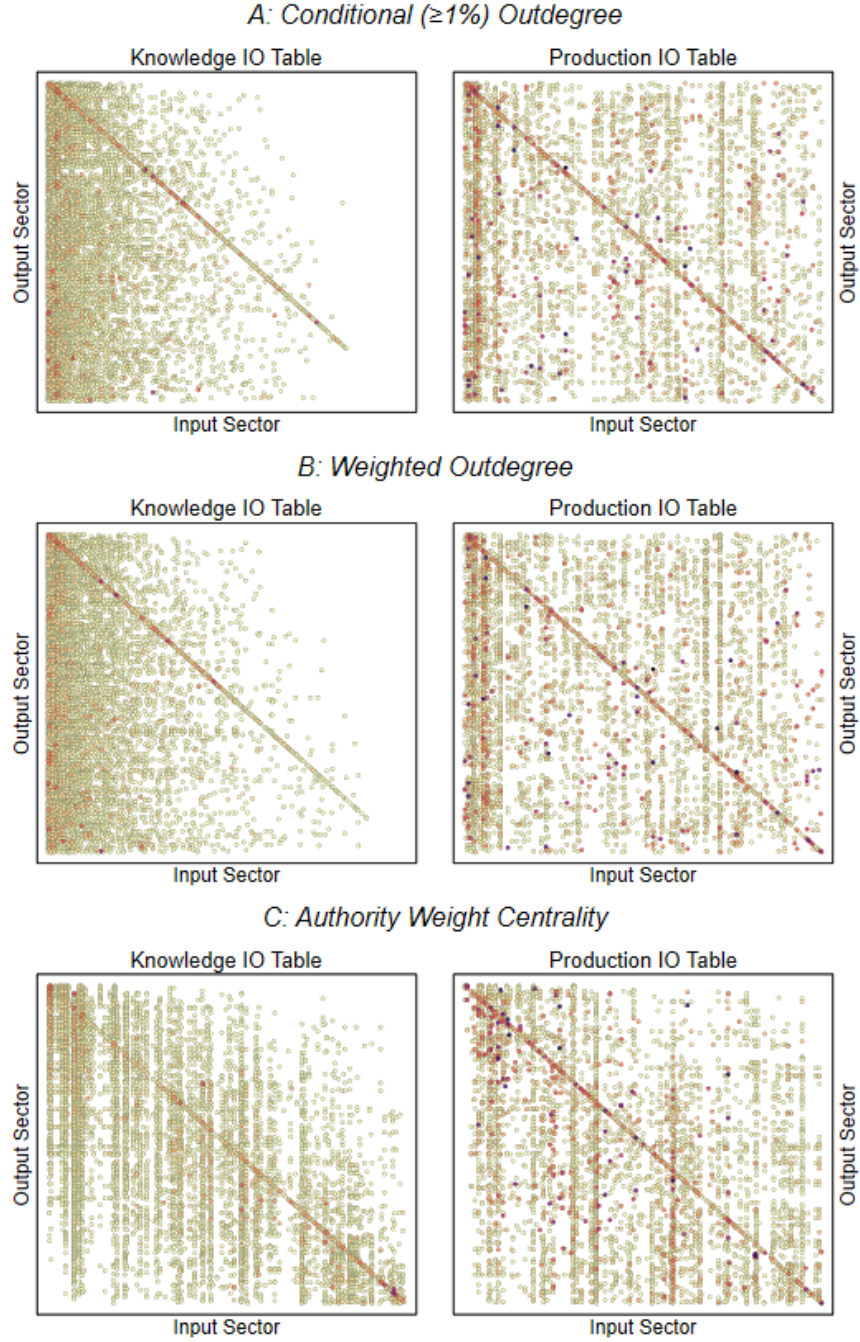 A: Conditional (≥1%) Outdegree
Knowledge IO Table
Production IO Table
Output Sector
Output Sector
Input Sector
Input Sector
B: Weighted Outdegree
Knowledge IO Table
Production IO Table
Output Sector
Output Sector
Input Sector
Input Sector
C: Authority Weight Centrality
Knowledge IO Table
Production IO Table
Output Sector
Output Sector
Input Sector
Input Sector